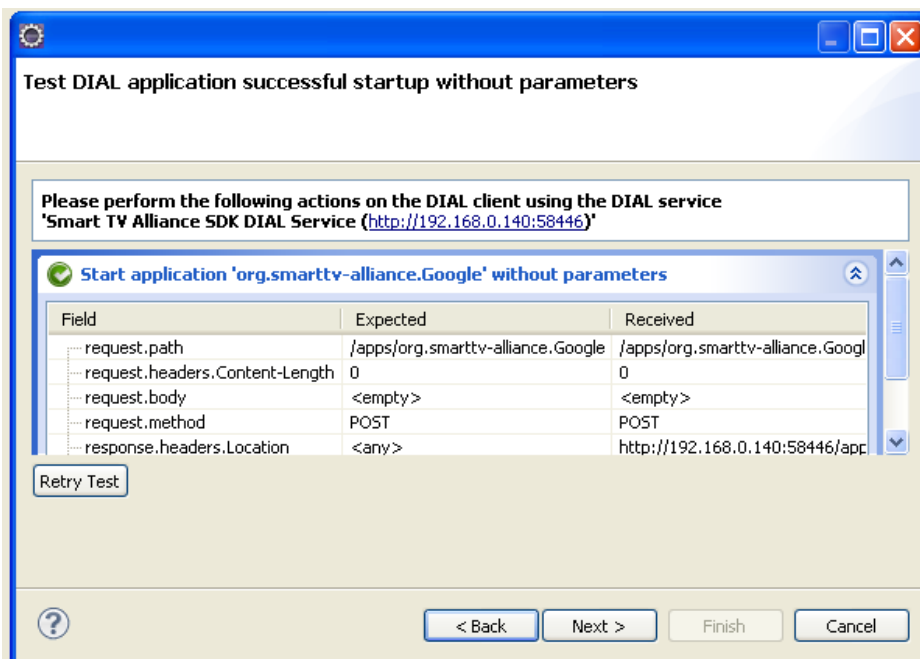 Test DIAL application successful startup without parameters
Please perform the following actions on the DIAL client using the DIAL service
'Smart TV Alliance SDK DIAL Service (http://192.168.0.140:58446)'
Start application 'org.smarttv-alliance.Google' without parameters
Field Expected Received
request.path /apps/org.smarttv-alliance.Google /apps/org.smarttv-alliance.Googl
request.headers.Content-Length 0 0
request.body <empty> <empty>
request.method POST POST
response.headers.Location <any> http://192.168.0.140:58446/app
Retry Test
? < Back Next > Finish Cancel